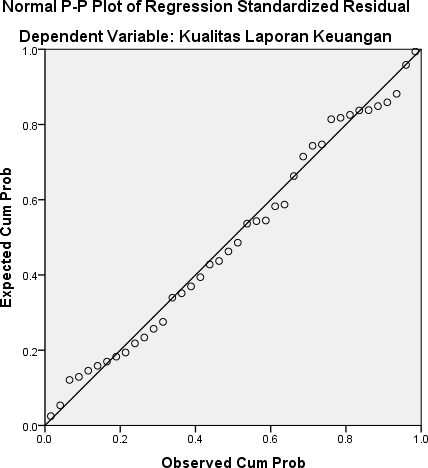 Normal P-P Plot of Regression Standardized Residual
Dependent Variable: Kualitas Laporan Keuangan
Expected Cum Prob
1.0
0.8
0.6
0.4
0.2
0.0
0.0 0.2 0.4 0.6 0.8 1.0
Observed Cum Prob